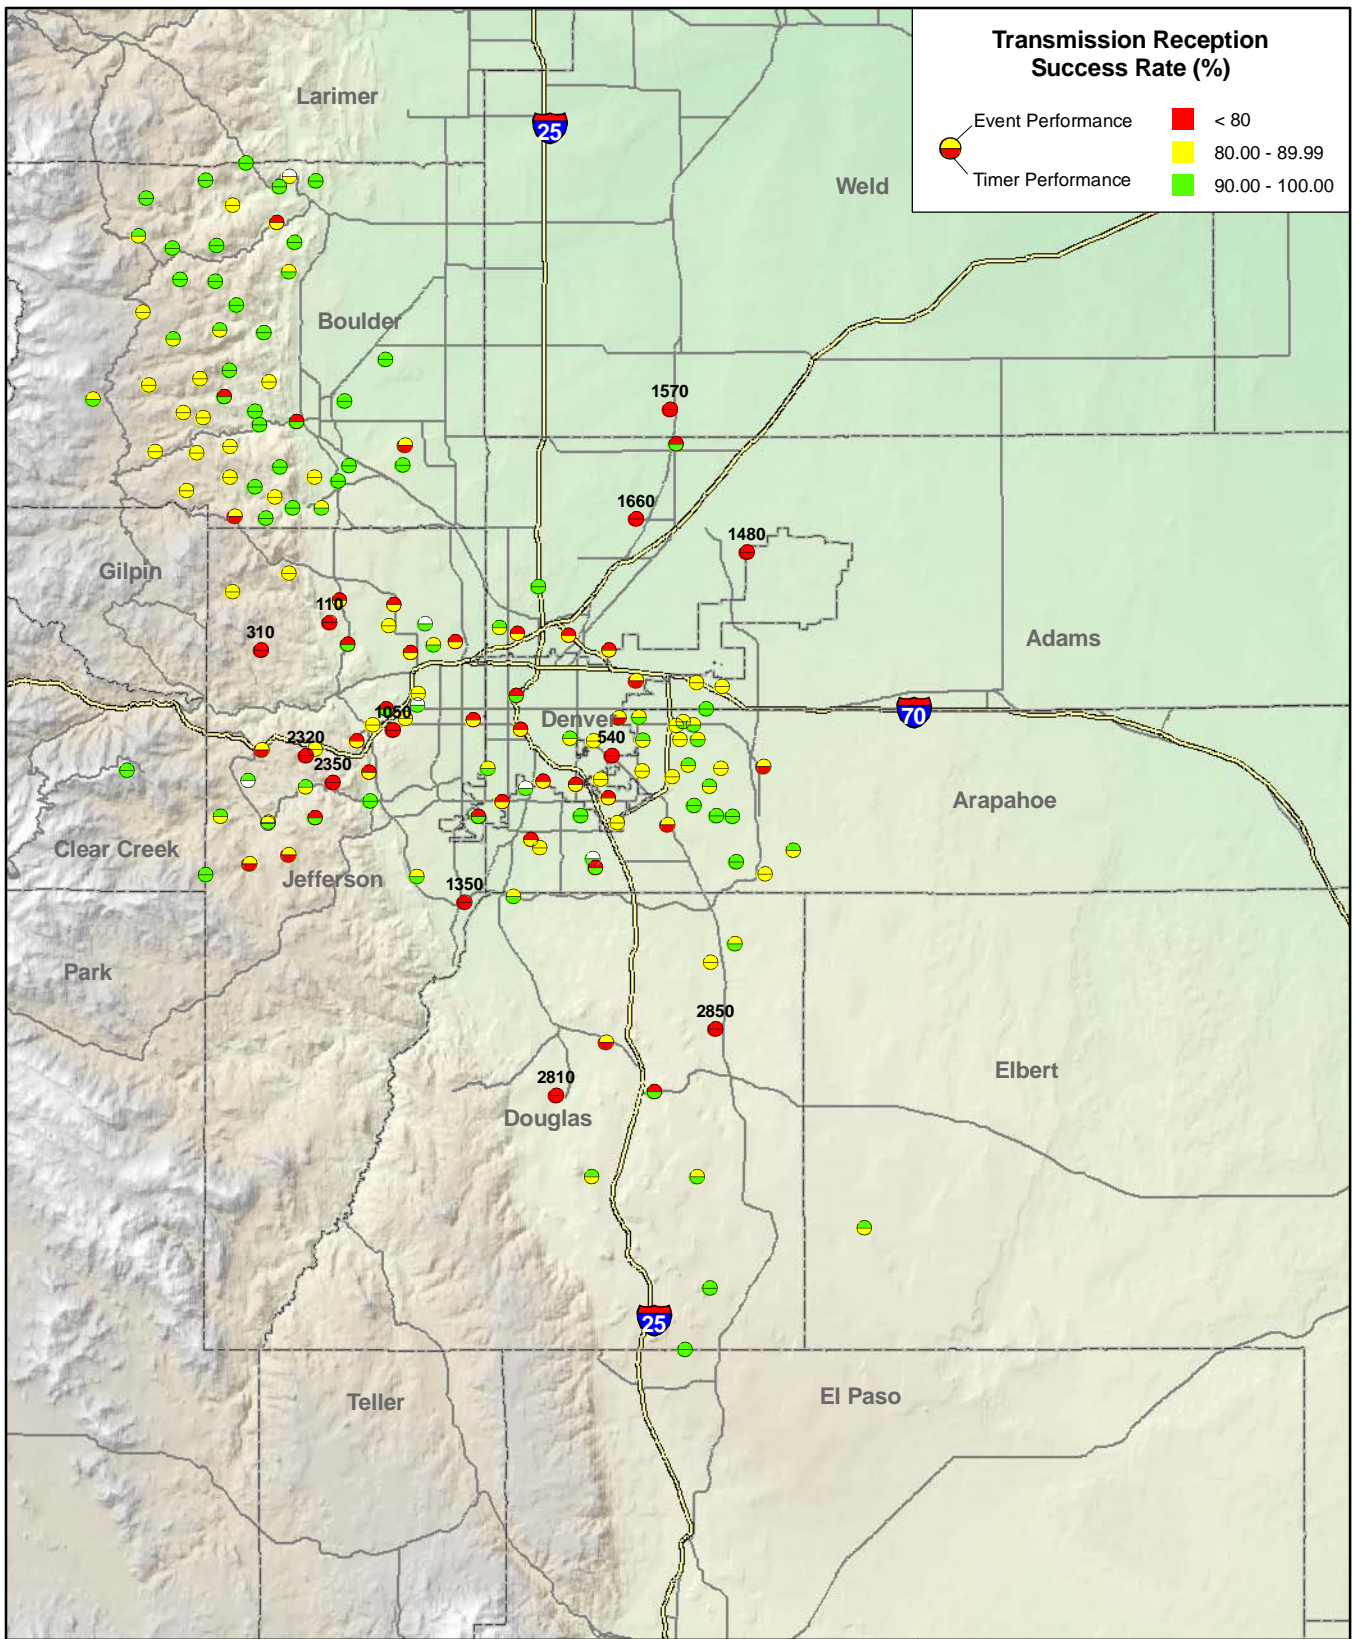 Transmission Reception
Success Rate (%)
Event Performance
Timer Performance
< 80
80.00 - 89.99
90.00 - 100.00
Larimer
25
Weld
Boulder
1570
1660
1480
Gilpin
110
310
Adams
1050
Denver
70
2320
540
2350
Arapahoe
Clear Creek
Jefferson
1350
Park
2850
Elbert
2810
Douglas
25
Teller
El Paso